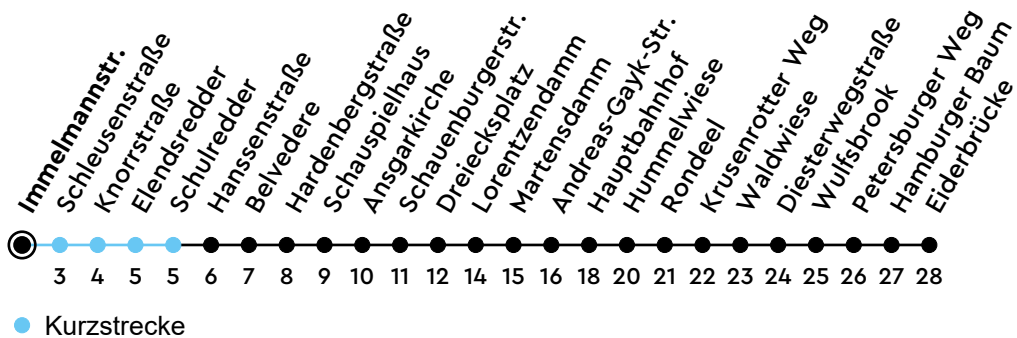 Immelmannstr.
Schleusenstraße
Knorrstraße
Elendsredder
Schulredder
Hanssenstraße
Belvedere
Hardenbergstraße
Schauspielhaus
Ansgarkirche
Schauenburgerstr.
Dreiecksplatz
Lorentzendamm
Martensdamm
Andreas-Gayk-Str.
Hauptbahnhof
Hummelwiese
Rondeel
Krusenrotter Weg
Waldwiese
Diesterwegstraße
Wulfsbrook
Petersburger Weg
Hamburger Baum
Eiderbrücke
3 4 5 5 6 7 8 9 10 11 12 14 15 16 18 20 21 22 23 24 25 26 27 28
Kurzstrecke